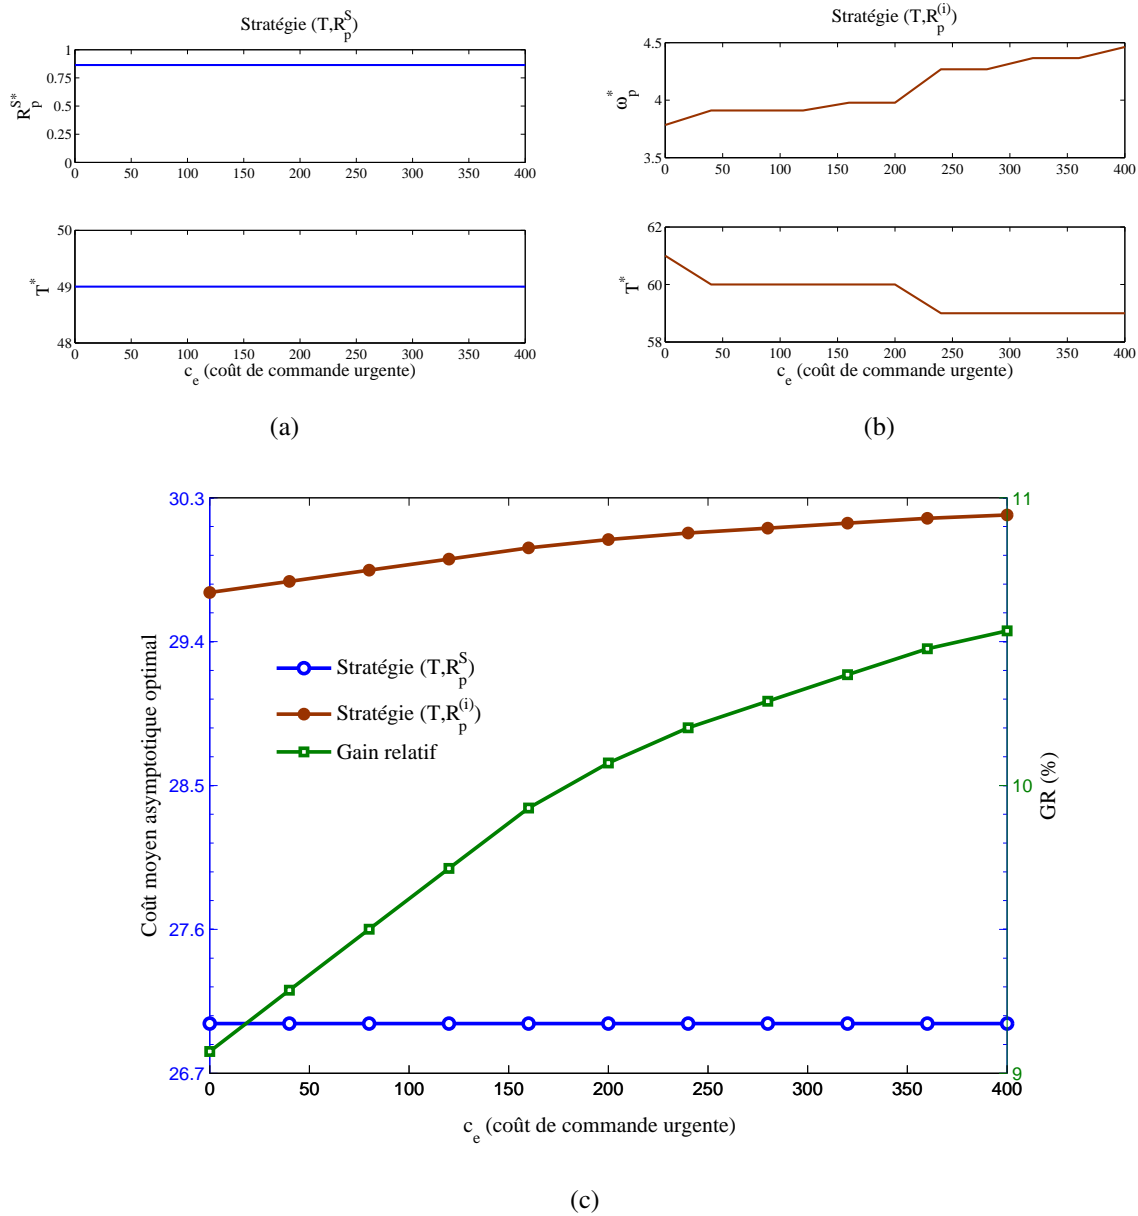 Stratégie (T,R_p^S)
1
0.75
0.5
0.25
0
R_p^{S*}
0 50 100 150 200 250 300 350 400
50
49
48
T^*
0 50 100 150 200 250 300 350 400
c_e (coût de commande urgente)
(a)
Stratégie (T,R_p^{(i)})
4.5
4
3.5
ω_p^*
0 50 100 150 200 250 300 350 400
62
60
58
T^*
0 50 100 150 200 250 300 350 400
c_e (coût de commande urgente)
(b)
30.3
29.4
28.5
27.6
26.7
Coût moyen asymptotique optimal
Stratégie (T,R_p^S)
Stratégie (T,R_p^{(i)})
Gain relatif
11
10
9
GR (%)
0 50 100 150 200 250 300 350 400
c_e (coût de commande urgente)
(c)